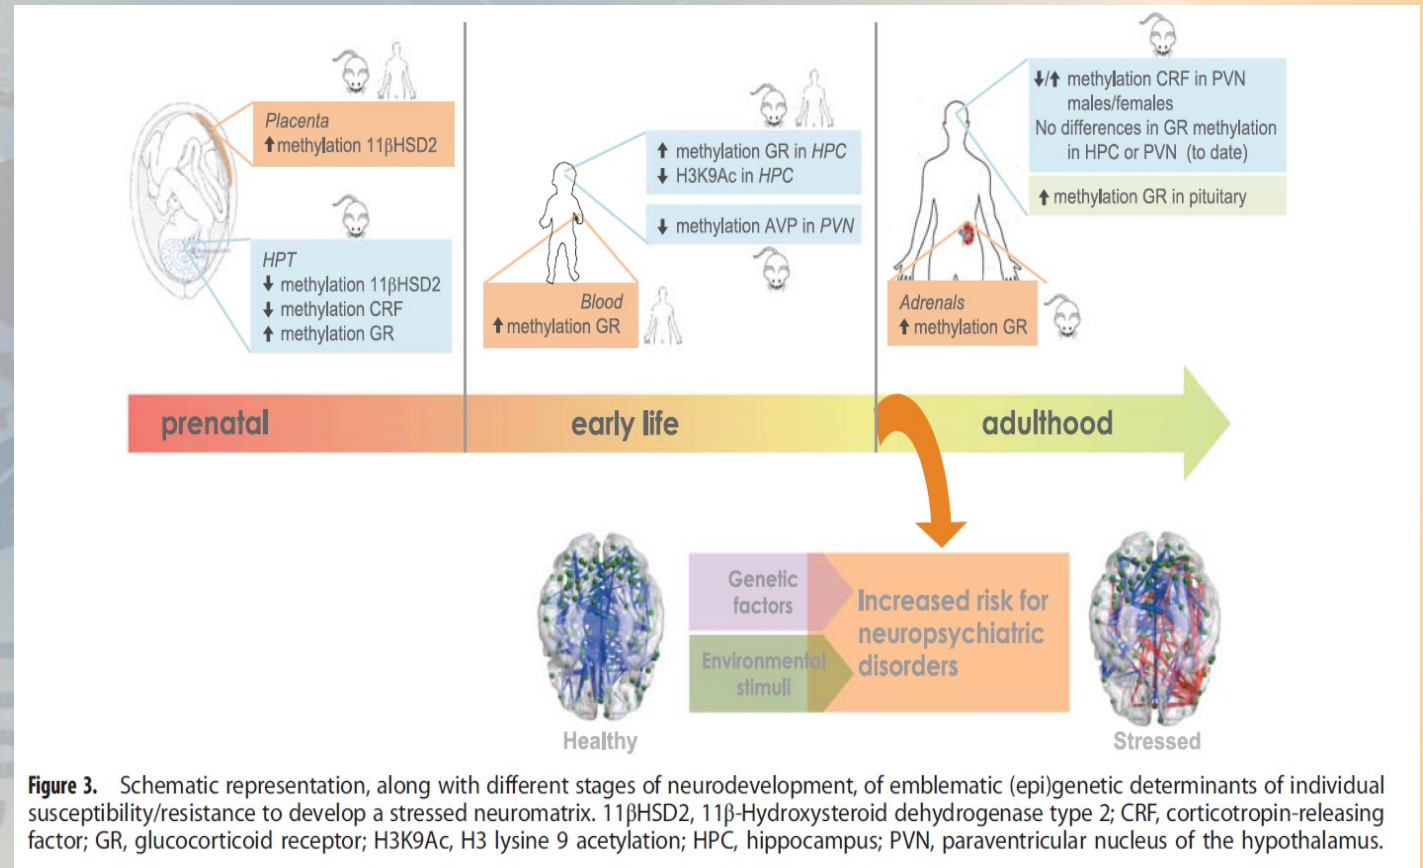 Placenta
↑ methylation 11βHSD2
HPT
↓ methylation 11βHSD2
↓ methylation CRF
↑ methylation GR
↑ methylation GR in HPC
↓ H3K9Ac in HPC
↓ methylation AVP in PVN
Blood
↑ methylation GR
↓/↑ methylation CRF in PVN
males/females
No differences in GR methylation
in HPC or PVN (to date)
↑ methylation GR in pituitary
Adrenals
↑ methylation GR
prenatal
early life
adulthood
Genetic
factors
Environmental
stimuli
Increased risk for
neuropsychiatric
disorders
Healthy
Stressed
Figure 3. Schematic representation, along with different stages of neurodevelopment, of emblematic (epi)genetic determinants of individual
susceptibility/resistance to develop a stressed neuromatrix. 11βHSD2, 11β-Hydroxysteroid dehydrogenase type 2; CRF, corticotropin-releasing
factor; GR, glucocorticoid receptor; H3K9Ac, H3 lysine 9 acetylation; HPC, hippocampus; PVN, paraventricular nucleus of the hypothalamus.